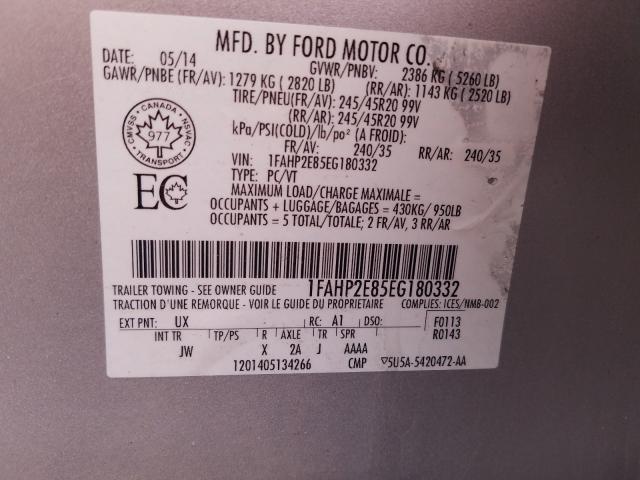 MFD. BY FORD MOTOR CO.
DATE: 05/14 GVWR/PNBV: 2386 KG ( 5260 LB)
GAWR/PNBE (FR/AV): 1279 KG ( 2820 LB) (RR/AR): 1143 KG ( 2520 LB)
TIRE/PNEU(FR/AV): 245/45R20 99V
(RR/AR): 245/45R20 99V
kPa/PSI(COLD)/lb/po² (A FROID):
FR/AV: 240/35 RR/AR: 240/35
VIN: 1FAHP2E85EG180332
TYPE: PC/VT
MAXIMUM LOAD/CHARGE MAXIMALE =
OCCUPANTS + LUGGAGE/BAGAGES = 430KG/ 950LB
OCCUPANTS = 5 TOTAL/TOTALE; 2 FR/AV, 3 RR/AR
CANADA
CMVSS 977 NSVAC
TRANSPORT
EC
TRAILER TOWING - SEE OWNER GUIDE 1FAHP2E85EG180332
TRACTION D'UNE REMORQUE - VOIR LE GUIDE DU PROPRIETAIRE COMPLIES: ICES/NMB-002
EXT PNT: UX RC: A1 DSO: F0113
INT TR TP/PS R AXLE TR SPR R0143
JW X 2A J AAAA
1201405134266 CMP 5U5A-5420472-AA